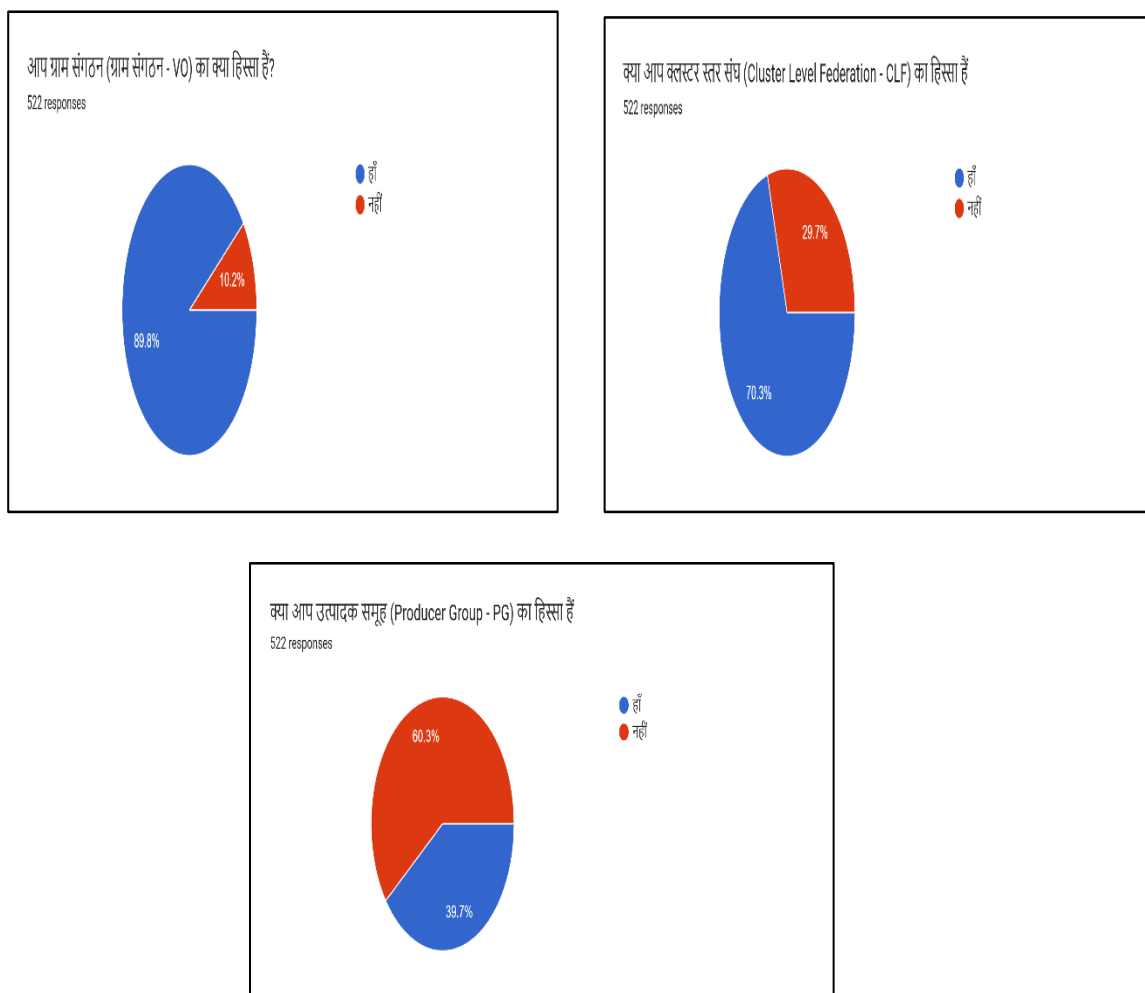 आप ग्राम संगठन (ग्राम संगठन - VO) का क्या हिस्सा हैं?
522 responses
हाँ
नहीं
10.2%
89.8%
क्या आप क्लस्टर स्तर संघ (Cluster Level Federation - CLF) का हिस्सा हैं
522 responses
हाँ
नहीं
29.7%
70.3%
क्या आप उत्पादक समूह (Producer Group - PG) का हिस्सा हैं
522 responses
हाँ
नहीं
60.3%
39.7%